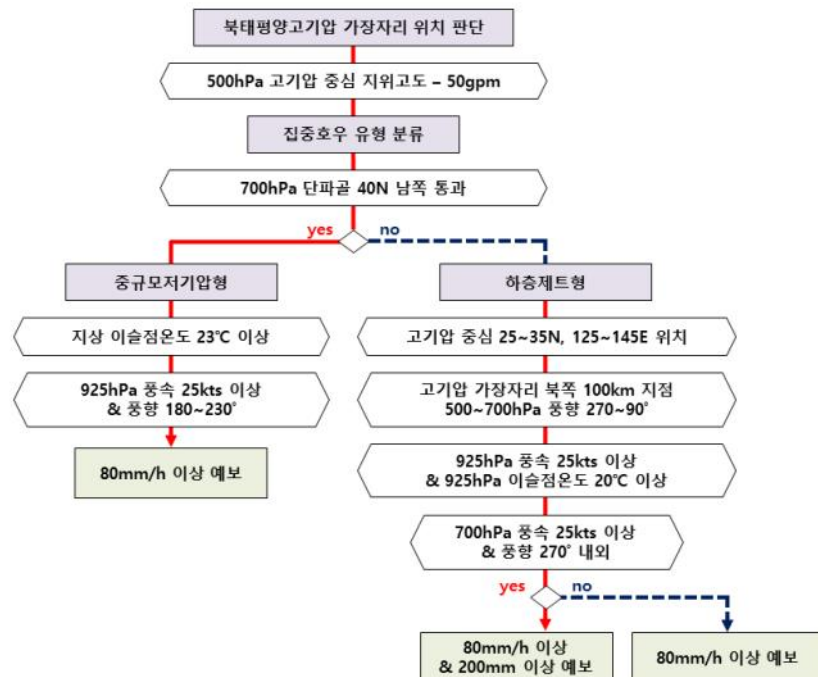 북태평양고기압 가장자리 위치 판단
500hPa 고기압 중심 지위고도 – 50gpm
집중호우 유형 분류
700hPa 단파골 40N 남쪽 통과
yes
no
중규모저기압형
지상 이슬점온도 23℃ 이상
925hPa 풍속 25kts 이상
& 풍향 180~230˚
80mm/h 이상 예보
하층제트형
고기압 중심 25~35N, 125~145E 위치
고기압 가장자리 북쪽 100km 지점
500~700hPa 풍향 270~90˚
925hPa 풍속 25kts 이상
& 925hPa 이슬점온도 20℃ 이상
700hPa 풍속 25kts 이상
& 풍향 270˚ 내외
yes
no
80mm/h 이상
& 200mm 이상 예보
80mm/h 이상 예보